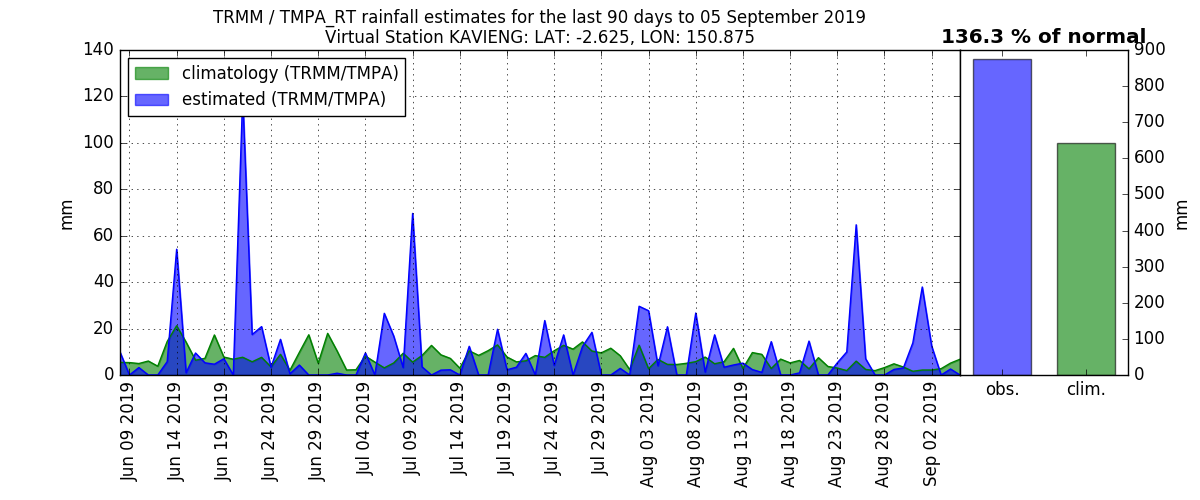 TRMM / TMPA_RT rainfall estimates for the last 90 days to 05 September 2019
Virtual Station KAVIENG: LAT: -2.625, LON: 150.875
136.3 % of normal
climatology (TRMM/TMPA)
estimated (TRMM/TMPA)
140
120
100
80
60
40
20
0
mm
Jun 09 2019
Jun 14 2019
Jun 19 2019
Jun 24 2019
Jun 29 2019
Jul 04 2019
Jul 09 2019
Jul 14 2019
Jul 19 2019
Jul 24 2019
Jul 29 2019
Aug 03 2019
Aug 08 2019
Aug 13 2019
Aug 18 2019
Aug 23 2019
Aug 28 2019
Sep 02 2019
900
800
700
600
500
400
300
200
100
0
mm
obs.
clim.